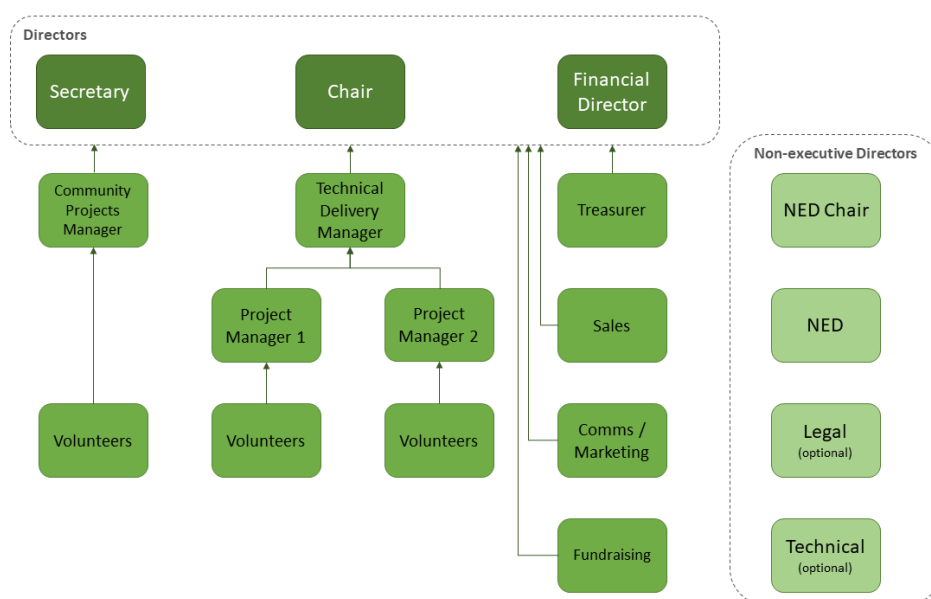 Directors
Secretary
Chair
Financial
Director
Non-executive Directors
Community
Projects
Manager
Technical
Delivery
Manager
Treasurer
NED Chair
Project
Manager 1
Project
Manager 2
Sales
NED
Volunteers
Volunteers
Volunteers
Comms /
Marketing
Legal
(optional)
Fundraising
Technical
(optional)